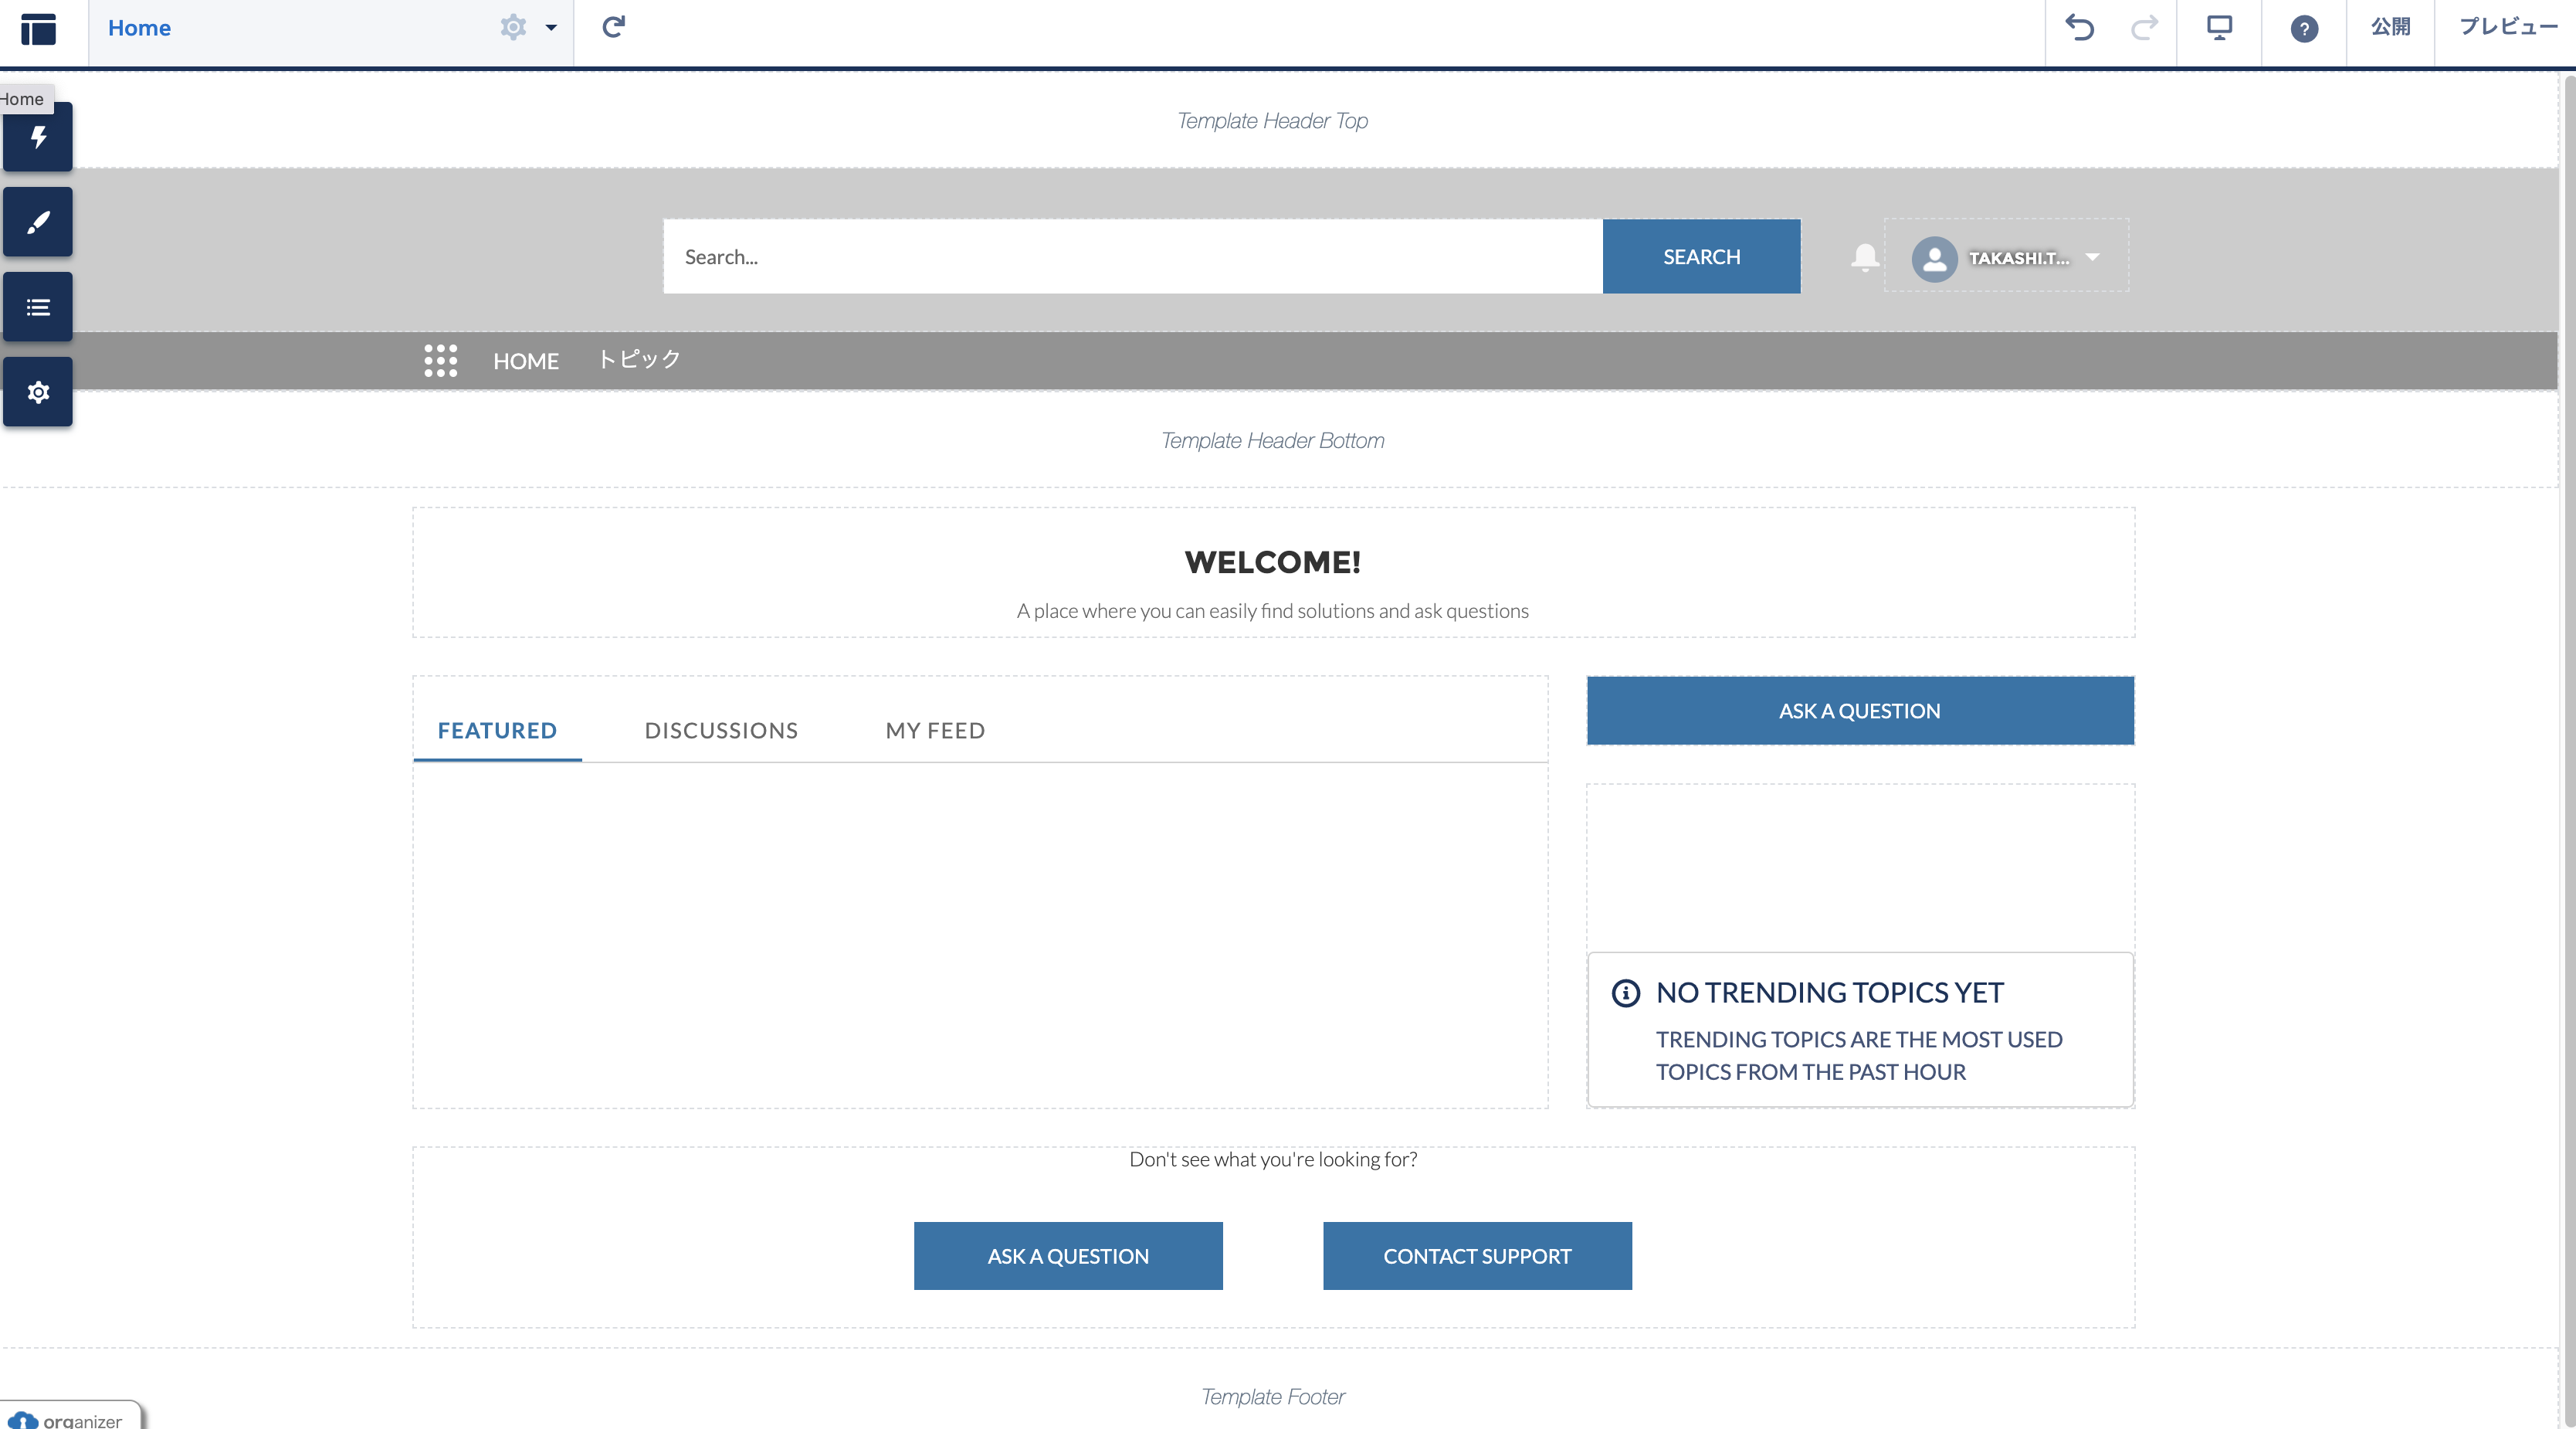 Home
公開
プレビュー
Home
Template Header Top
Search...
SEARCH
TAKASHI.T...
HOME
トピック
Template Header Bottom
WELCOME!
A place where you can easily find solutions and ask questions
FEATURED
DISCUSSIONS
MY FEED
ASK A QUESTION
NO TRENDING TOPICS YET
TRENDING TOPICS ARE THE MOST USED
TOPICS FROM THE PAST HOUR
Don't see what you're looking for?
ASK A QUESTION
CONTACT SUPPORT
Template Footer
organizer